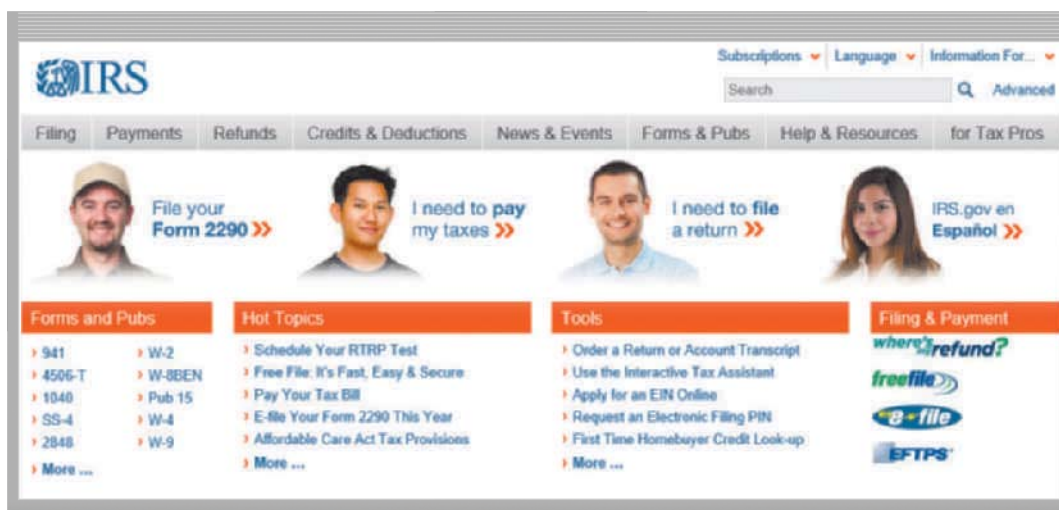 Subscriptions Language Information For...
IRS
Search Advanced
Filing Payments Refunds Credits & Deductions News & Events Forms & Pubs Help & Resources for Tax Pros
File your
Form 2290
I need to pay
my taxes
I need to file
a return
IRS.gov en
Español
Forms and Pubs
941
4506-T
1040
SS-4
2848
W-2
W-8BEN
Pub 15
W-4
W-9
More ...
Hot Topics
Schedule Your RTRP Test
Free File: It's Fast, Easy & Secure
Pay Your Tax Bill
E-file Your Form 2290 This Year
Affordable Care Act Tax Provisions
More ...
Tools
Order a Return or Account Transcript
Use the Interactive Tax Assistant
Apply for an EIN Online
Request an Electronic Filing PIN
First Time Homebuyer Credit Look-up
More ...
Filing & Payment
where's refund?
freefile
e-file
EFTPS